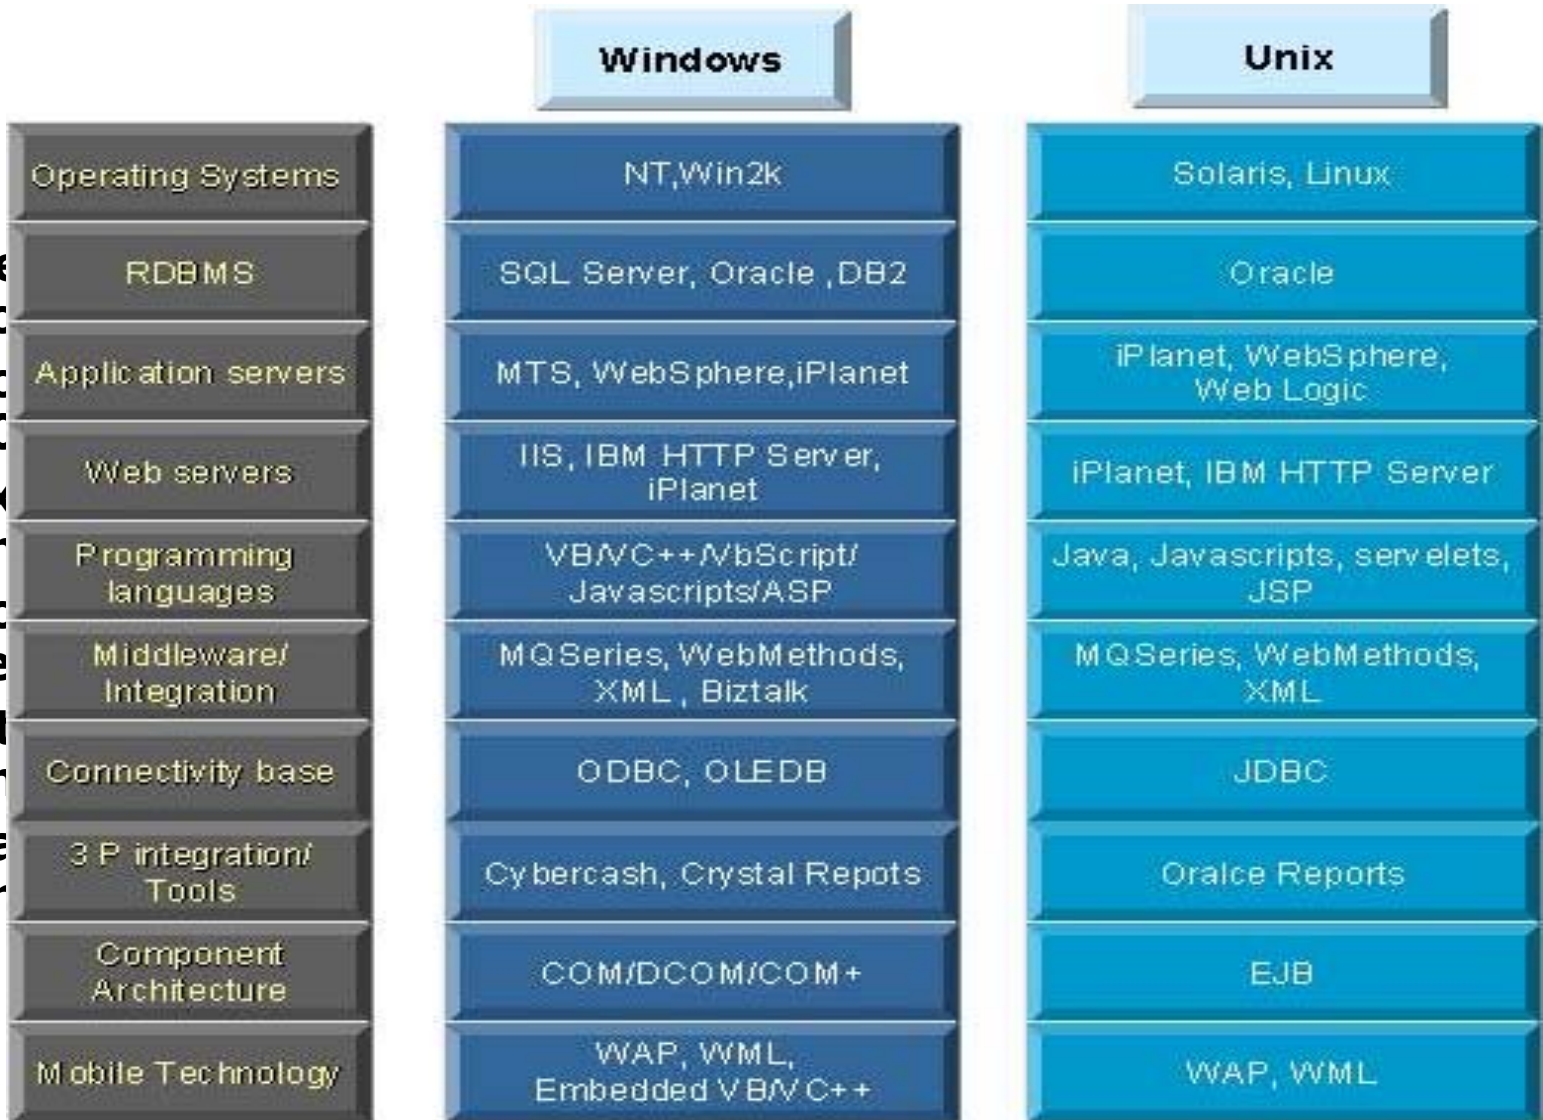 Windows
Unix
Operating Systems
NT,Win2k
Solaris, Linux
RDBMS
SQL Server, Oracle ,DB2
Oracle
Application servers
MTS, WebSphere,iPlanet
iPlanet, WebSphere,
Web Logic
Web servers
IIS, IBM HTTP Server,
iPlanet
iPlanet, IBM HTTP Server
Programming
languages
VB/VC++/VbScript/
Javascripts/ASP
Java, Javascripts, servelets,
JSP
Middleware/
Integration
MQSeries, WebMethods,
XML , Biztalk
MQSeries, WebMethods,
XML
Connectivity base
ODBC, OLEDB
JDBC
3 P integration/
Tools
Cybercash, Crystal Repots
Oralce Reports
Component
Architecture
COM/DCOM/COM+
EJB
Mobile Technology
WAP, WML,
Embedded VB/VC++
WAP, WML